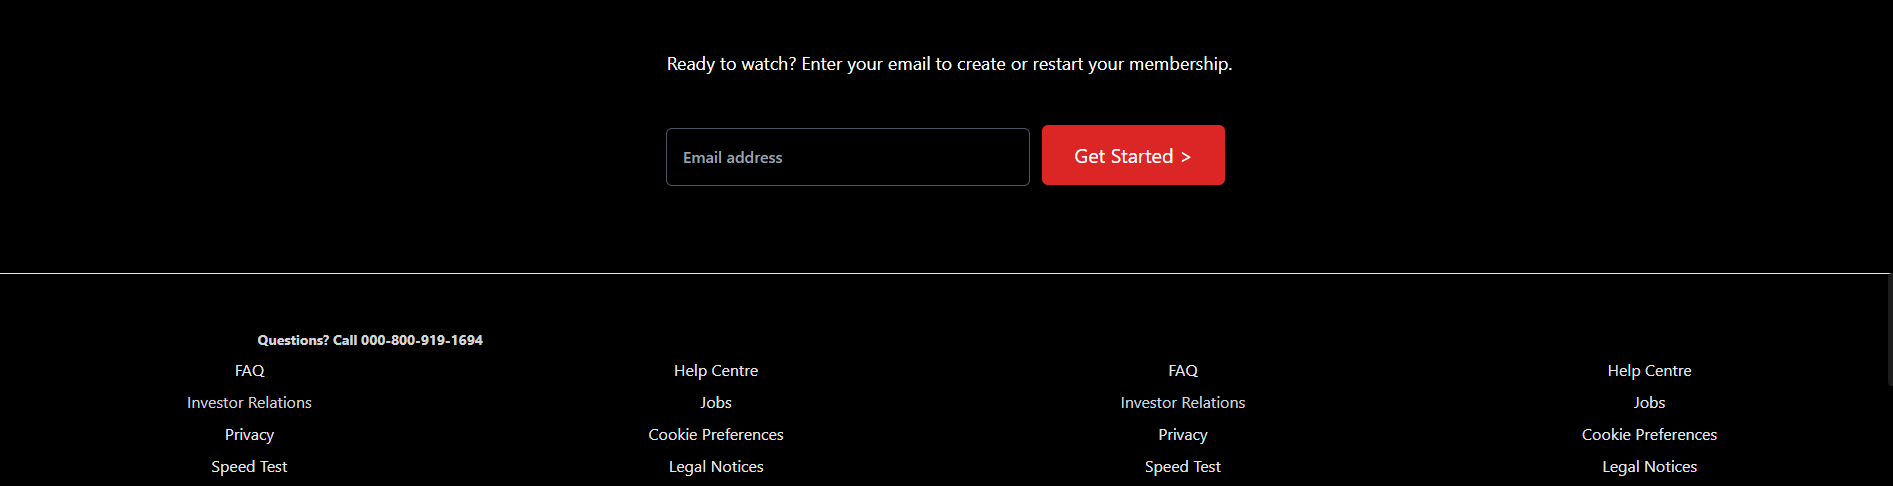 Ready to watch? Enter your email to create or restart your membership.
Email address
Get Started >
Questions? Call 000-800-919-1694
FAQ Help Centre FAQ Help Centre
Investor Relations Jobs Investor Relations Jobs
Privacy Cookie Preferences Privacy Cookie Preferences
Speed Test Legal Notices Speed Test Legal Notices